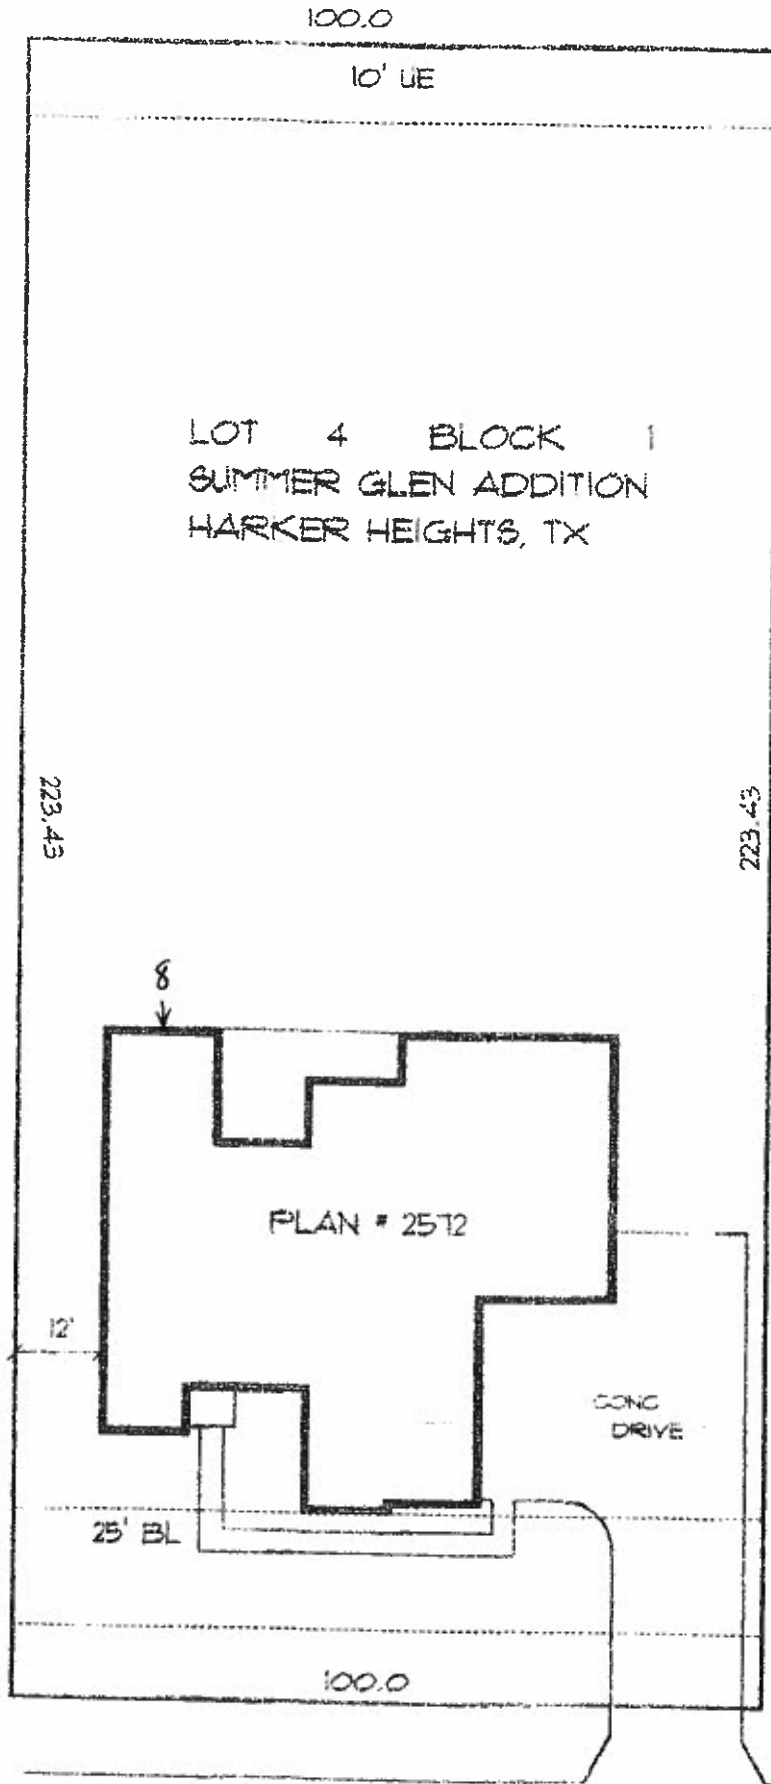 100.0
10' UE
LOT 4 BLOCK 1
SUMMER GLEN ADDITION
HARKER HEIGHTS, TX
223.43
223.43
8
PLAN # 2572
12'
CONC
DRIVE
25' BL
100.0